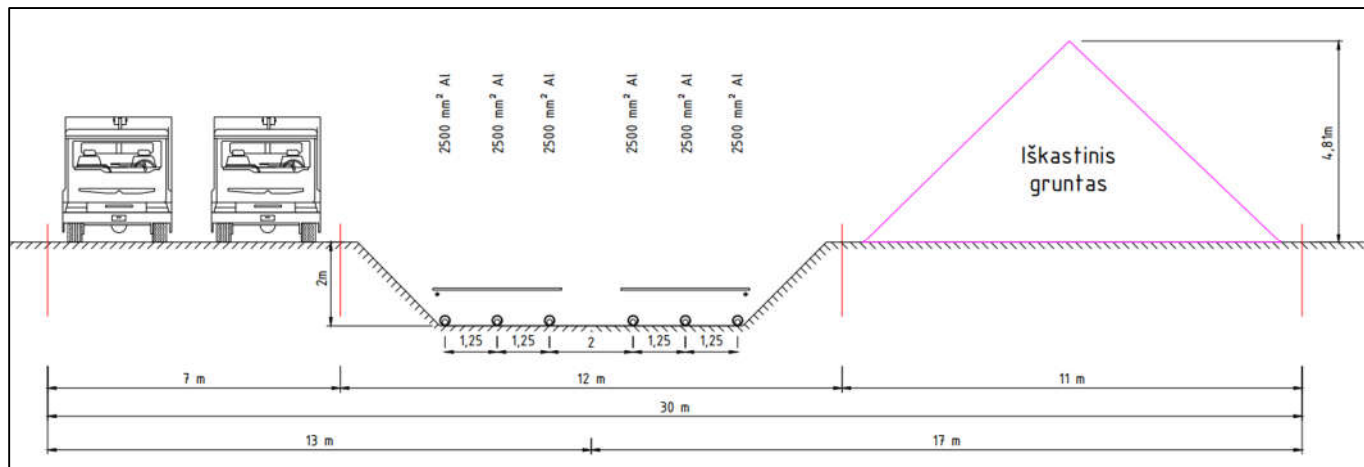 2500 mm² Al
2500 mm² Al
2500 mm² Al
2500 mm² Al
2500 mm² Al
2500 mm² Al
Iškastinis
gruntas
4,81m
2m
1,25
1,25
2
1,25
1,25
7 m
12 m
11 m
30 m
13 m
17 m